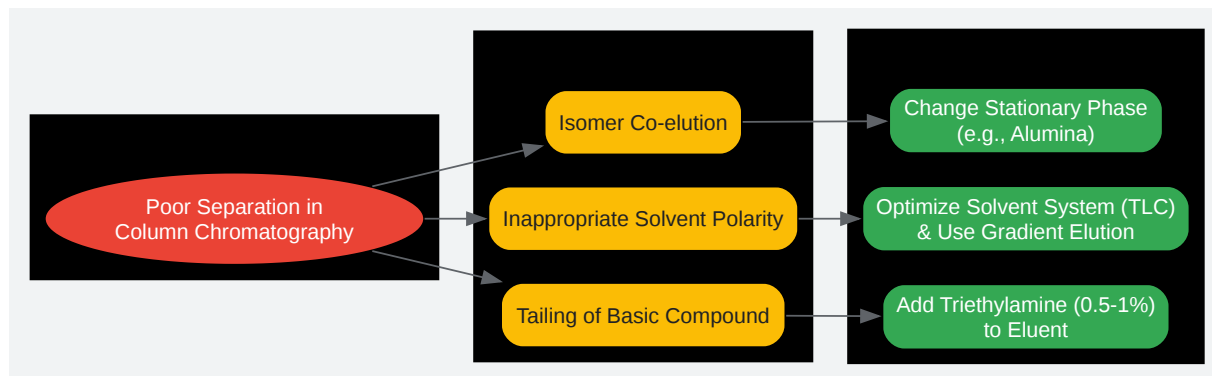 Poor Separation in
Column Chromatography
Isomer Co-elution
Inappropriate Solvent Polarity
Tailing of Basic Compound
Change Stationary Phase
(e.g., Alumina)
Optimize Solvent System (TLC)
& Use Gradient Elution
Add Triethylamine (0.5-1%)
to Eluent